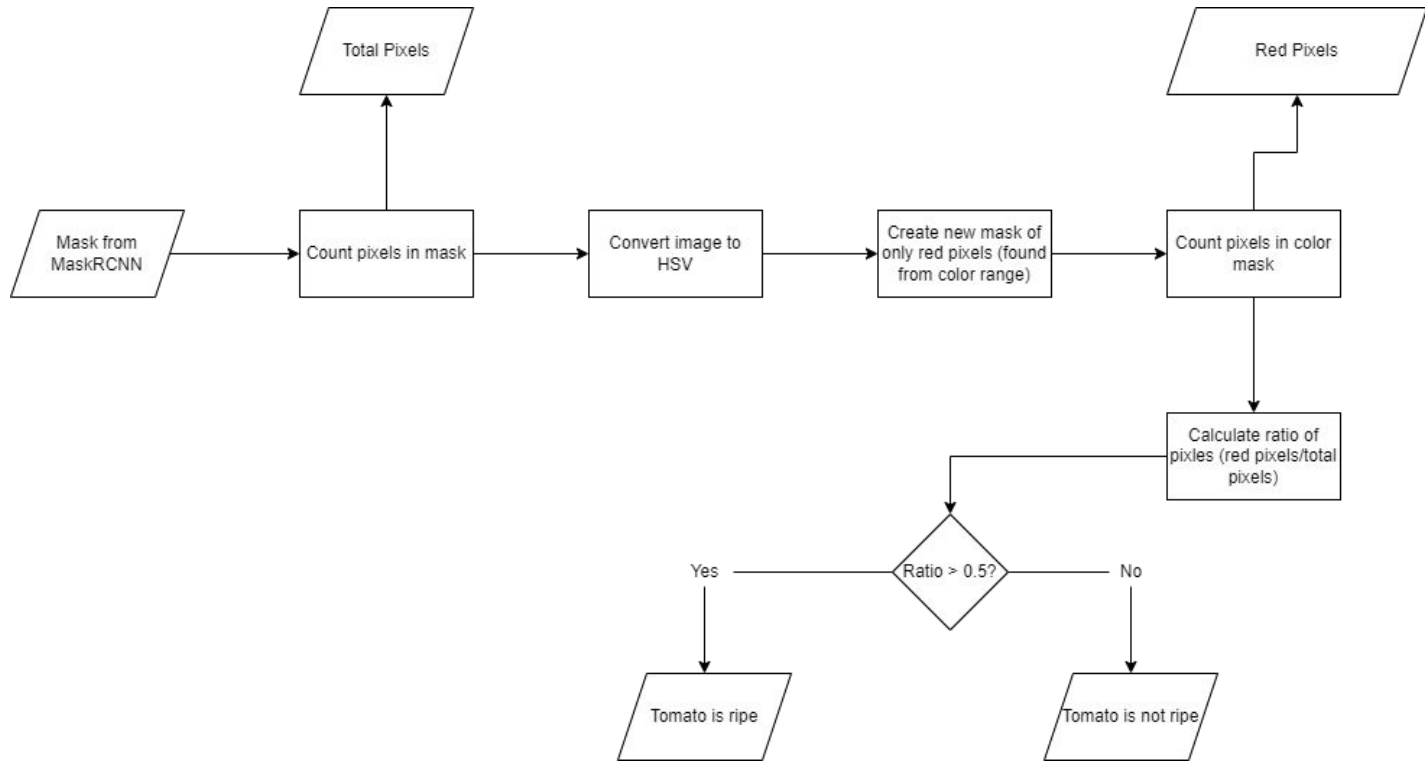 Total Pixels
Red Pixels
Mask from
MaskRCNN
Count pixels in mask
Convert image to
HSV
Create new mask of
only red pixels (found
from color range)
Count pixels in color
mask
Calculate ratio of
pixles (red pixels/total
pixels)
Ratio > 0.5?
Yes
No
Tomato is ripe
Tomato is not ripe